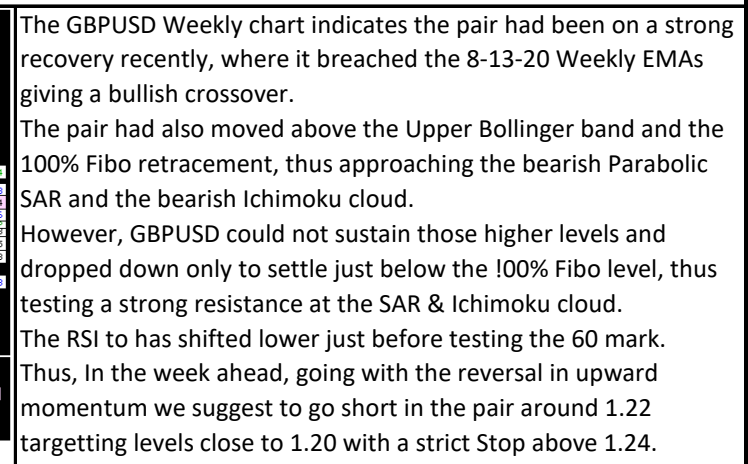 The GBPUSD Weekly chart indicates the pair had been on a strong
recovery recently, where it breached the 8-13-20 Weekly EMAs
giving a bullish crossover.
The pair had also moved above the Upper Bollinger band and the
100% Fibo retracement, thus approaching the bearish Parabolic
SAR and the bearish Ichimoku cloud.
However, GBPUSD could not sustain those higher levels and
dropped down only to settle just below the !00% Fibo level, thus
testing a strong resistance at the SAR & Ichimoku cloud.
The RSI to has shifted lower just before testing the 60 mark.
Thus, In the week ahead, going with the reversal in upward
momentum we suggest to go short in the pair around 1.22
targetting levels close to 1.20 with a strict Stop above 1.24.